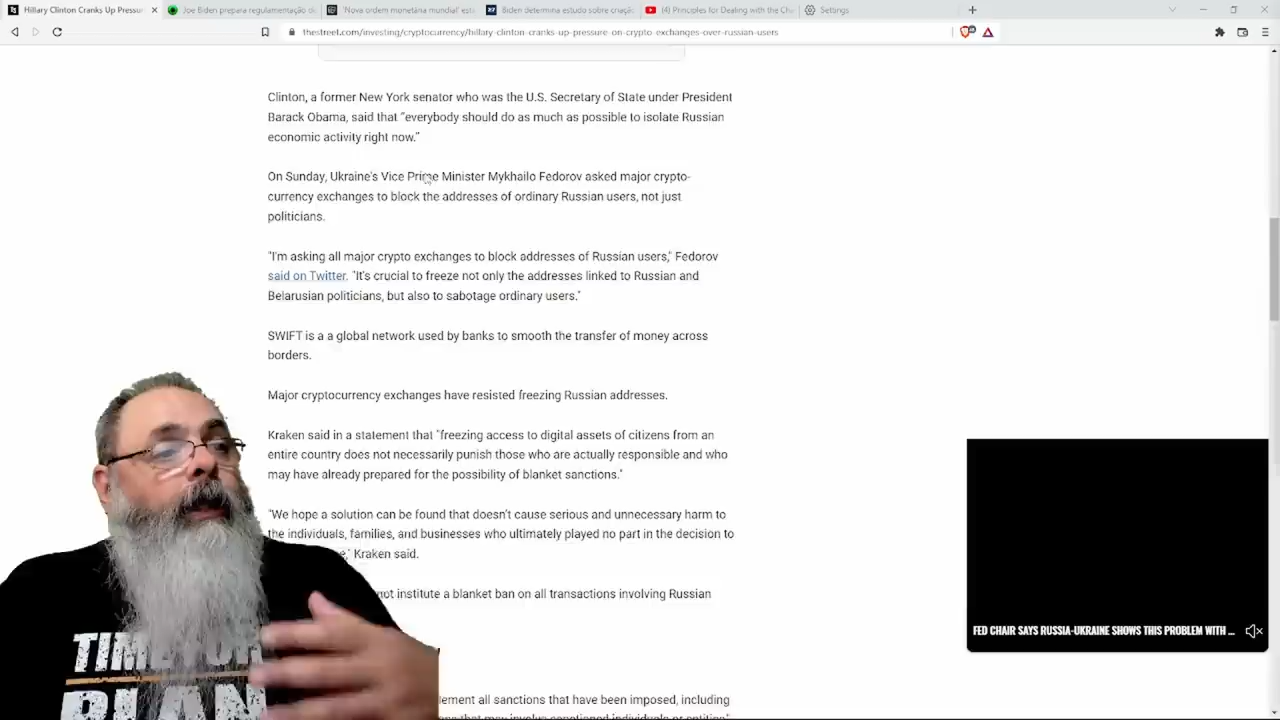 Hillary Clinton Cranks Up Pressu
Joe Biden prepara regulamentação d
'Nova ordem monetária mundial' est
Biden determina estudo sobre criaçã
(4) Principles for Dealing with the Ch
Settings
thestreet.com/investing/cryptocurrency/hillary-clinton-cranks-up-pressure-on-crypto-exchanges-over-russian-users
Clinton, a former New York senator who was the U.S. Secretary of State under President
Barack Obama, said that “everybody should do as much as possible to isolate Russian
economic activity right now.”
On Sunday, Ukraine's Vice Prime Minister Mykhailo Fedorov asked major crypto-
currency exchanges to block the addresses of ordinary Russian users, not just
politicians.
"I'm asking all major crypto exchanges to block addresses of Russian users," Fedorov
said on Twitter. "It's crucial to freeze not only the addresses linked to Russian and
Belarusian politicians, but also to sabotage ordinary users."
SWIFT is a a global network used by banks to smooth the transfer of money across
borders.
Major cryptocurrency exchanges have resisted freezing Russian addresses.
Kraken said in a statement that "freezing access to digital assets of citizens from an
entire country does not necessarily punish those who are actually responsible and who
may have already prepared for the possibility of blanket sanctions."
"We hope a solution can be found that doesn't cause serious and unnecessary harm to
the individuals, families, and businesses who ultimately played no part in the decision to
" Kraken said.
not institute a blanket ban on all transactions involving Russian
FED CHAIR SAYS RUSSIA-UKRAINE SHOWS THIS PROBLEM WITH ...
lement all sanctions that have been imposed, including